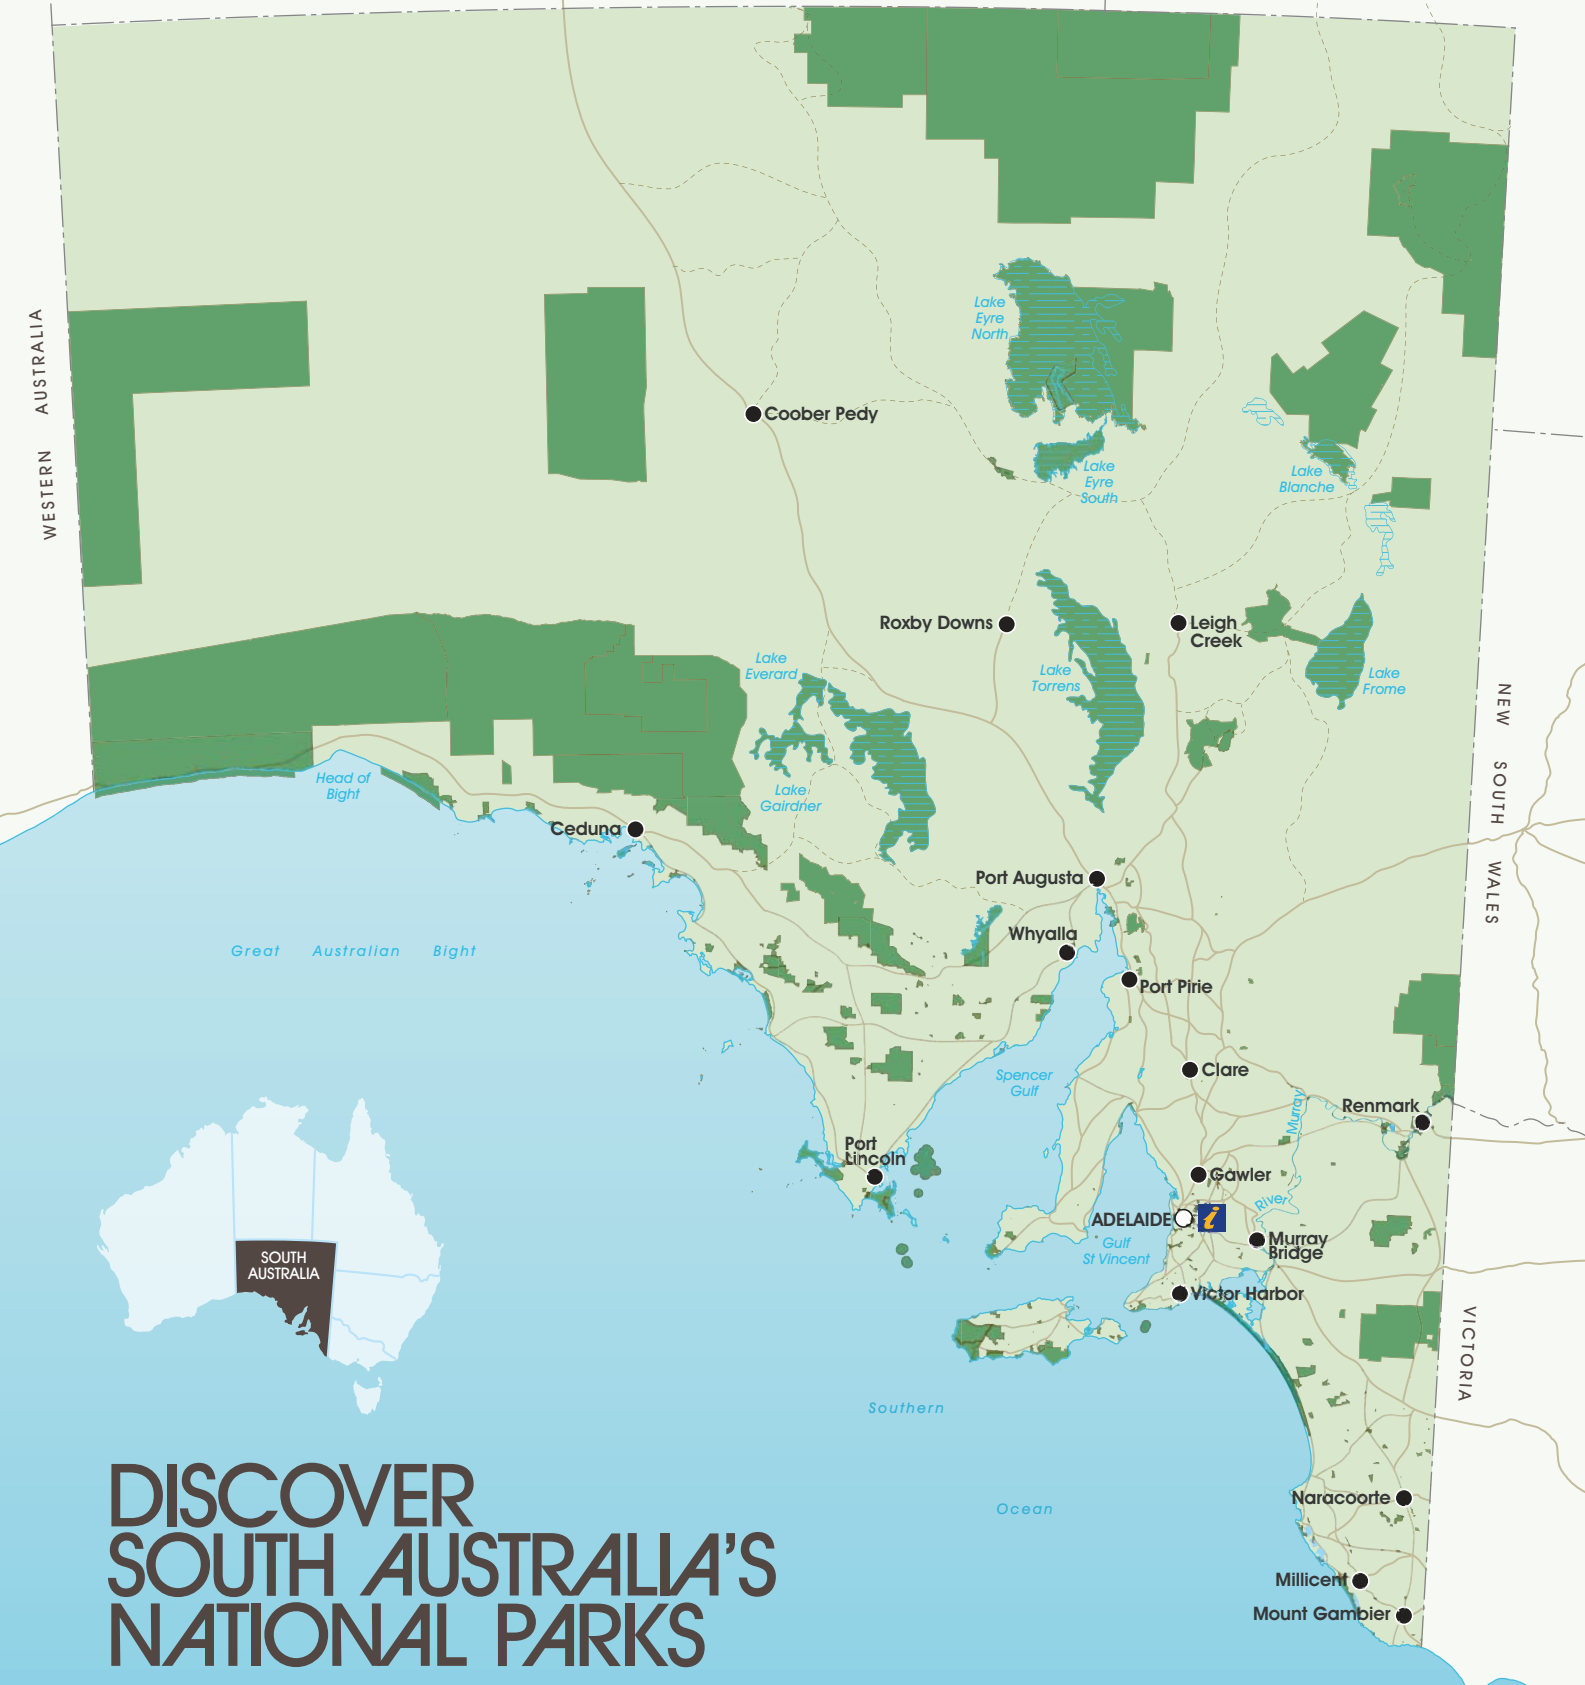 WESTERN AUSTRALIA
Lake
Eyre
North
Coober Pedy
Lake
Eyre
South
Lake
Blanche
Roxby Downs
Leigh
Creek
Lake
Torrens
Lake
Frome
Lake
Everard
NEW SOUTH WALES
Head of
Bight
Lake
Gairdner
Ceduna
Port Augusta
Whyalla
Great Australian Bight
Port Pirie
Clare
Spencer
Gulf
Renmark
Murray
River
Port
Lincoln
Gawler
ADELAIDE
i
Gulf
St Vincent
Murray
Bridge
SOUTH
AUSTRALIA
Victor Harbor
VICTORIA
Southern
Ocean
Naracoorte
Millicent
Mount Gambier
DISCOVER
SOUTH AUSTRALIA'S
NATIONAL PARKS